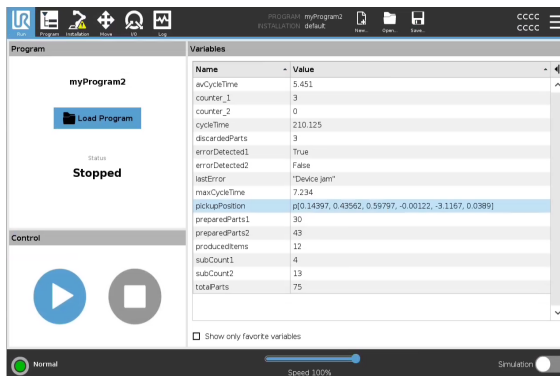 UR
PROGRAM myProgram2
INSTALLATION default
CCCC
CCCC
Run Program Installation Move I/O Log New... Open... Save...
Program
myProgram2
Load Program
Status
Stopped
Control
Variables
Name Value
avCycleTime 5.451
counter_1 3
counter_2 0
cycleTime 210.125
discardedParts 3
errorDetected1 True
errorDetected2 False
lastError "Device jam"
maxCycleTime 7.234
pickupPosition p[0.14397, 0.43562, 0.59797, -0.00122, -3.1167, 0.0389]
preparedParts1 30
preparedParts2 43
producedItems 12
subCount1 4
subCount2 13
totalParts 75
Show only favorite variables
Normal
Speed 100%
Simulation